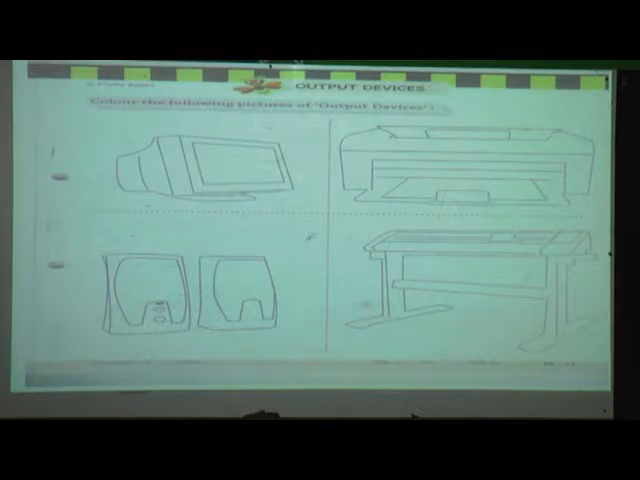 OUTPUT DEVICES
Colour the following pictures of 'Output Devices':